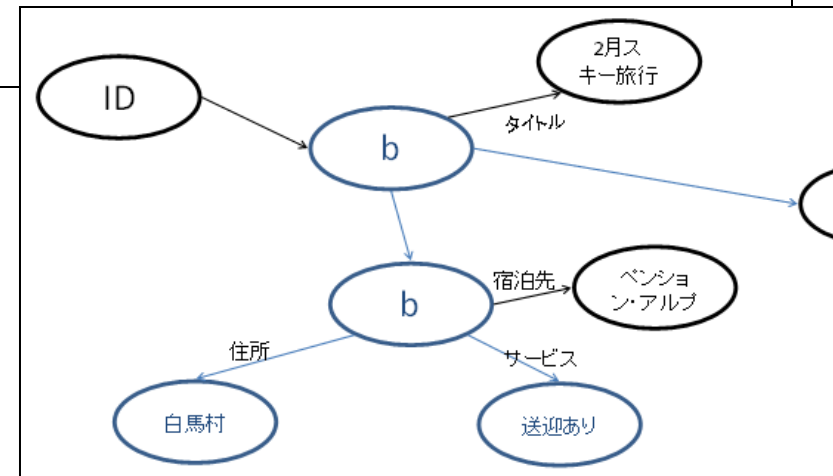 ID
2月ス
キー旅行
タイトル
b
宿泊先
ペンショ
ン・アルプ
b
住所
サービス
白馬村
送迎あり